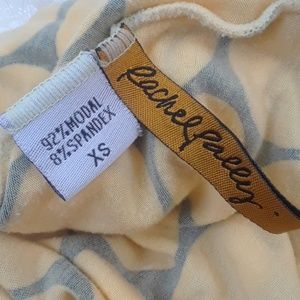 92% MODAL
8% SPANDEX
XS
Rachel Pally